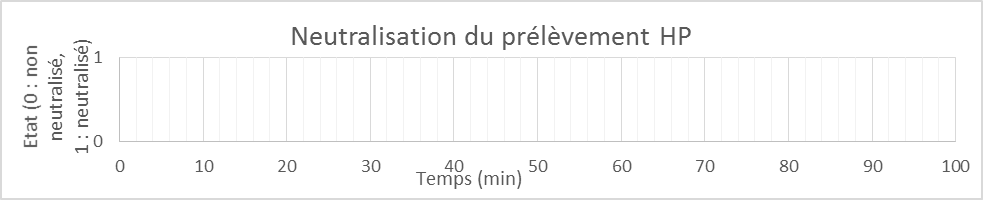 Neutralisation du prélèvement HP
Etat (0 : non
neutralisé,
1 : neutralisé)
1
0
0 10 20 30 40 50 60 70 80 90 100
Temps (min)